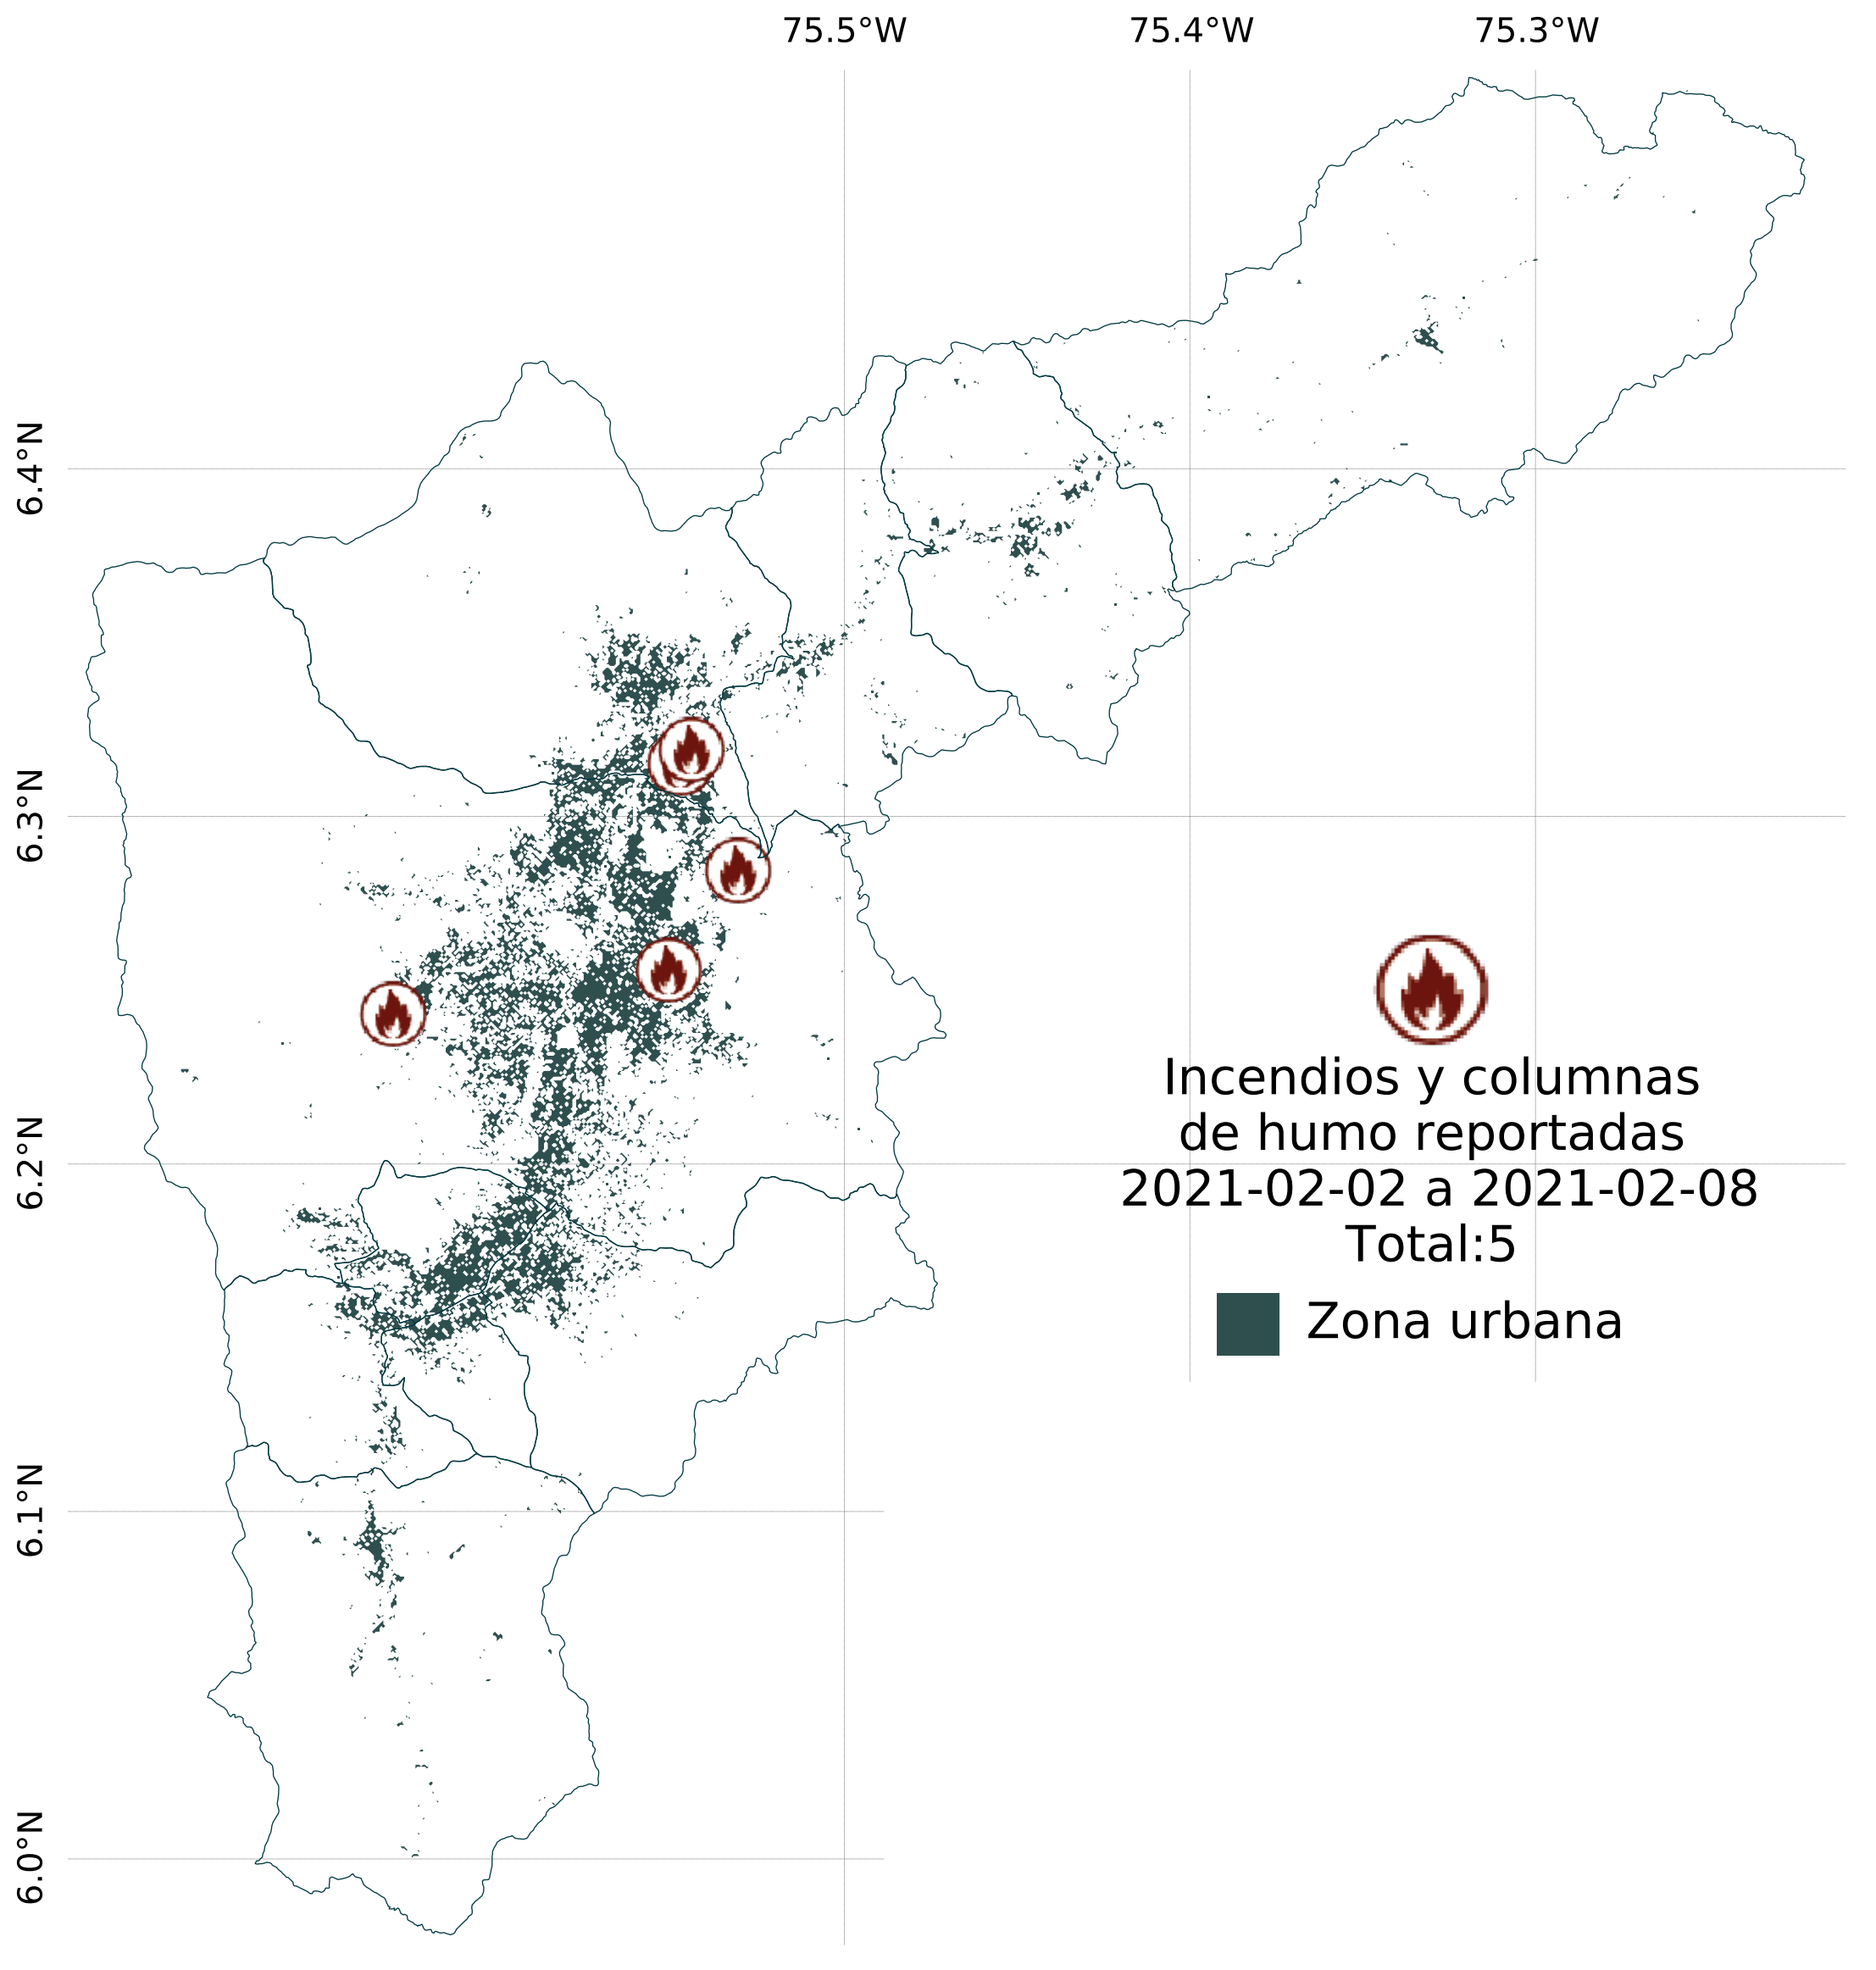 75.5°W 75.4°W 75.3°W
6.4°N
6.3°N
6.2°N
6.1°N
6.0°N
Incendios y columnas
de humo reportadas
2021-02-02 a 2021-02-08
Total:5
Zona urbana